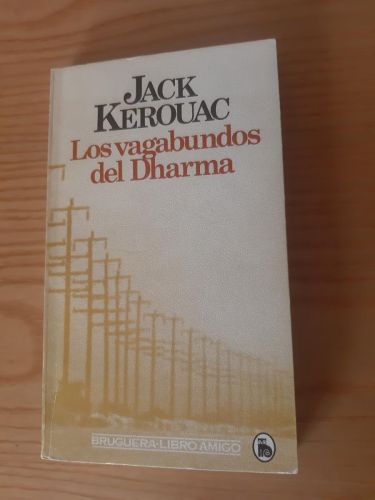 JACK
KEROUAC
Los vagabundos
del Dharma
BRUGUERA·LIBRO AMIGO